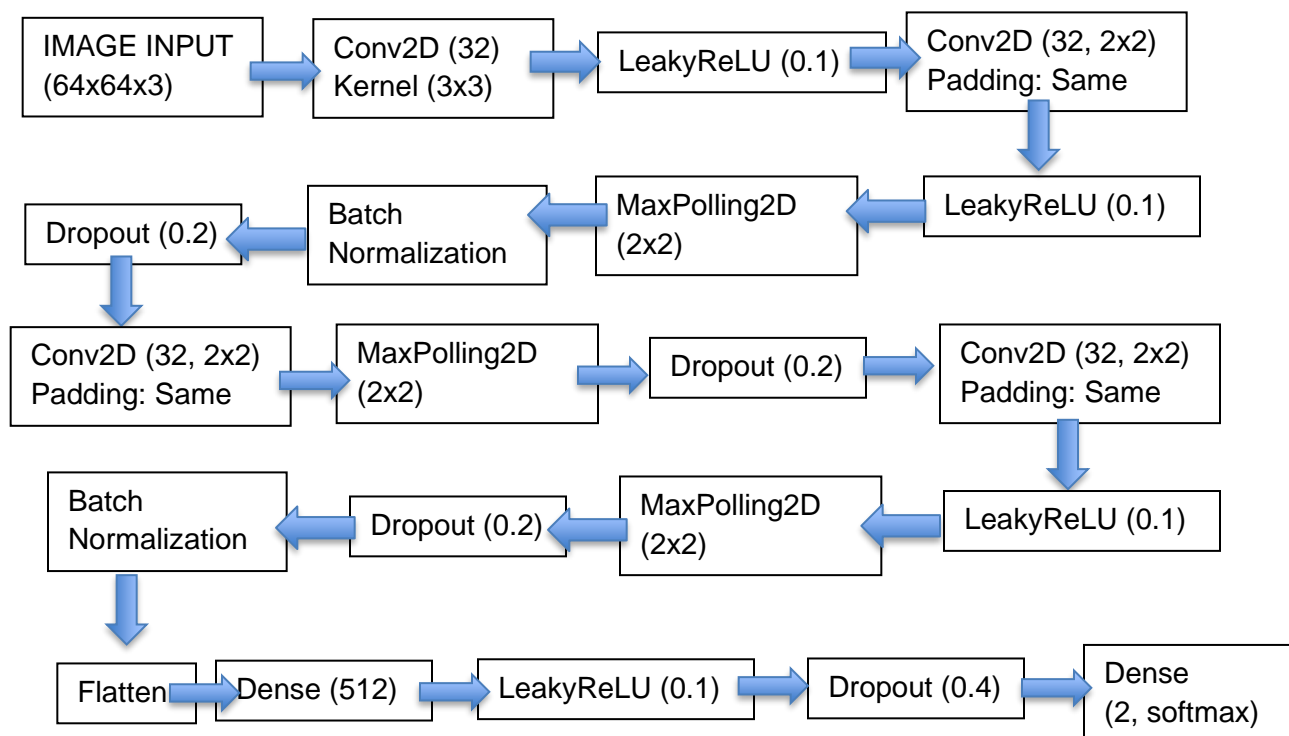 IMAGE INPUT
(64x64x3)
Conv2D (32)
Kernel (3x3)
LeakyReLU (0.1)
Conv2D (32, 2x2)
Padding: Same
LeakyReLU (0.1)
MaxPolling2D
(2x2)
Batch
Normalization
Dropout (0.2)
Conv2D (32, 2x2)
Padding: Same
MaxPolling2D
(2x2)
Dropout (0.2)
Conv2D (32, 2x2)
Padding: Same
LeakyReLU (0.1)
MaxPolling2D
(2x2)
Dropout (0.2)
Batch
Normalization
Flatten
Dense (512)
LeakyReLU (0.1)
Dropout (0.4)
Dense
(2, softmax)